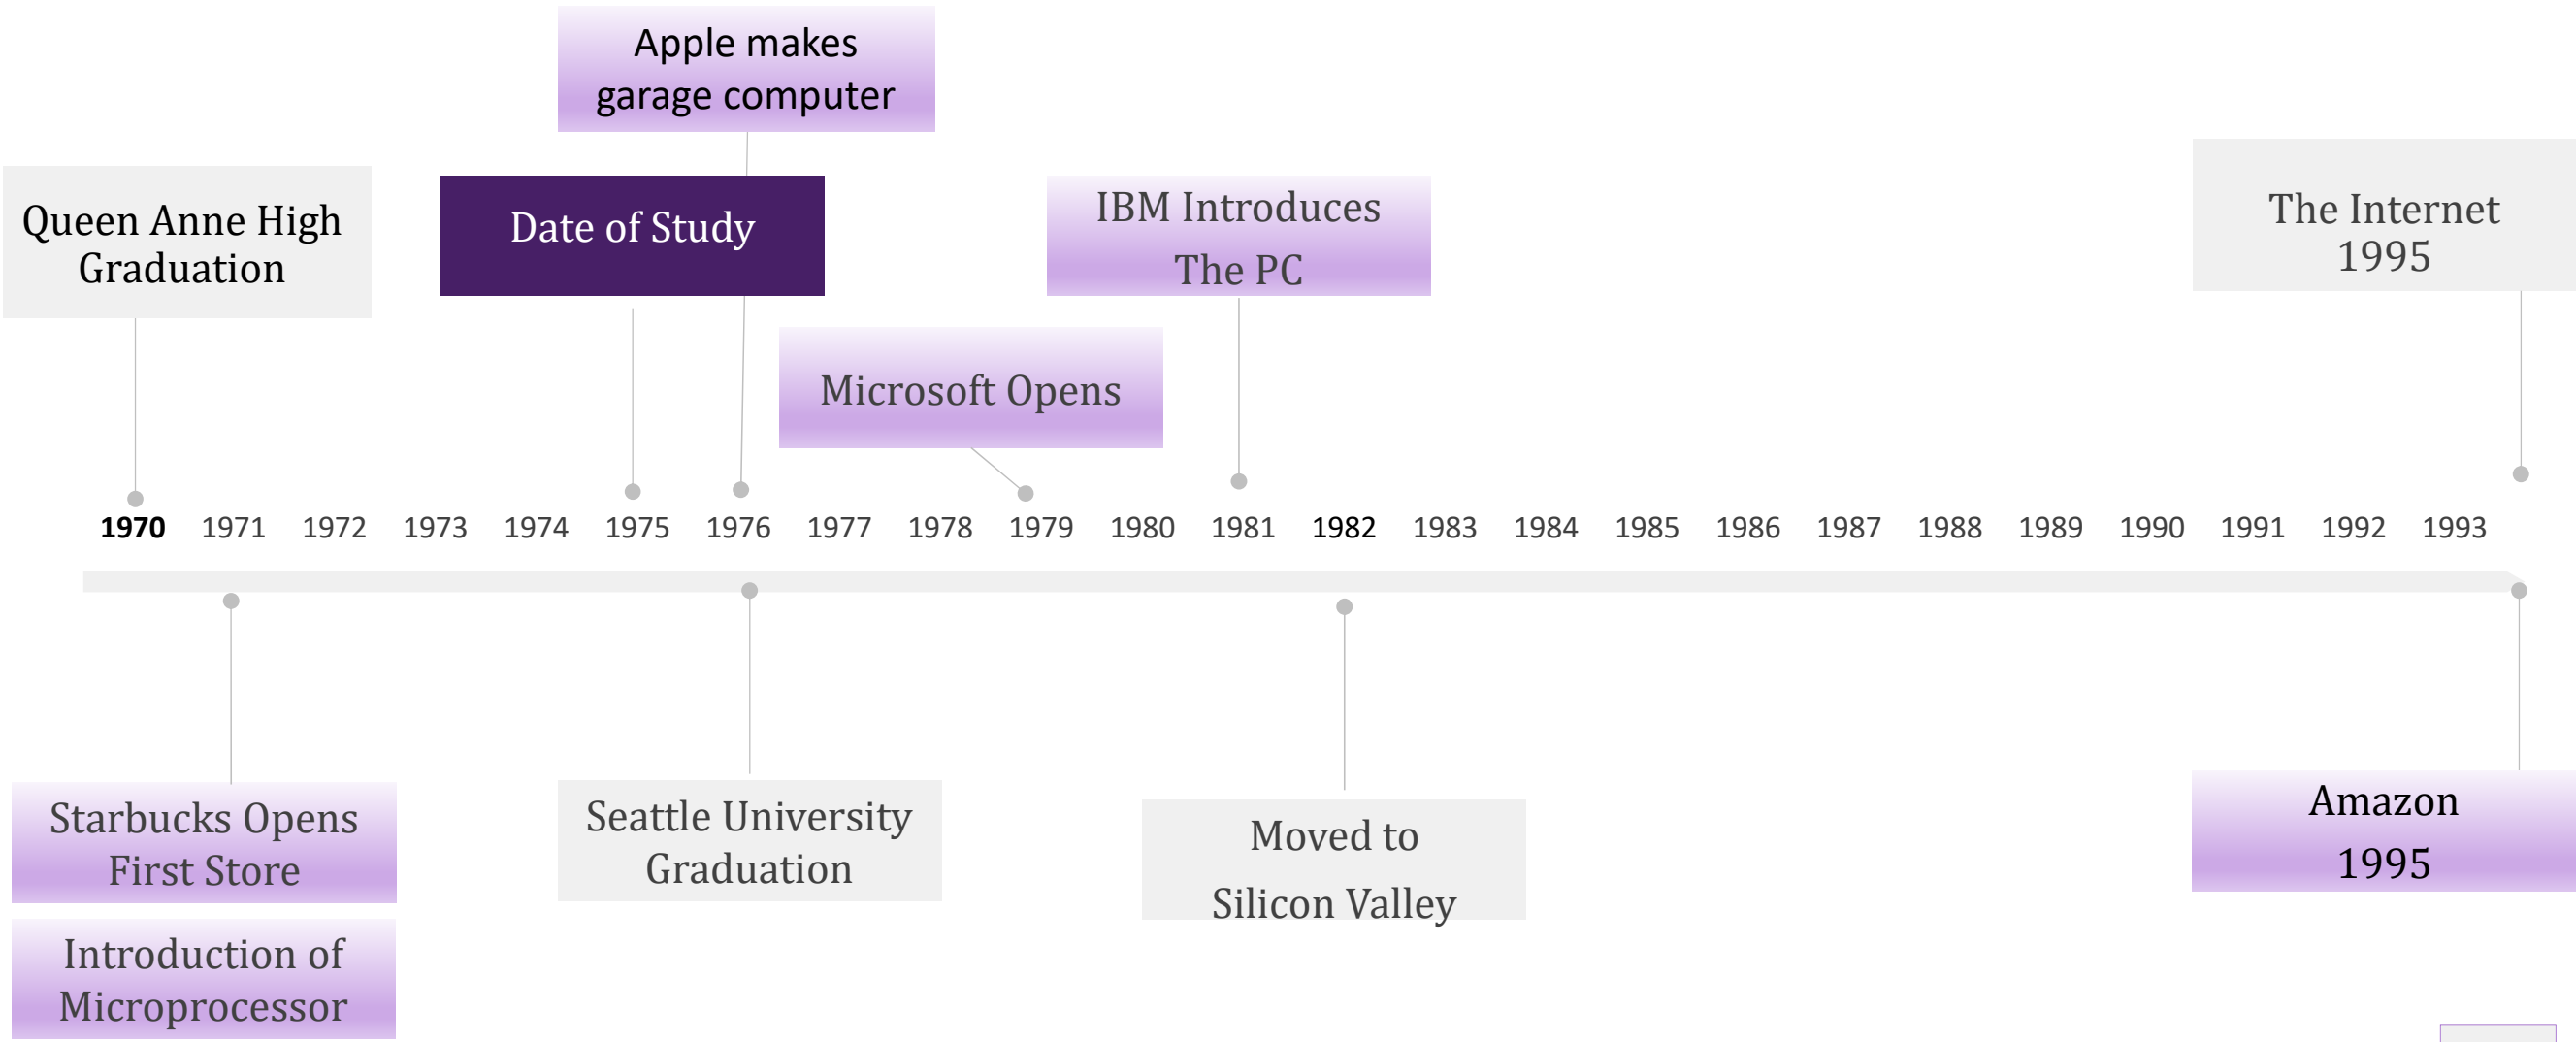 Apple makes
garage computer
Queen Anne High
Graduation
Date of Study
IBM Introduces
The PC
The Internet
1995
Microsoft Opens
1970 1971 1972 1973 1974 1975 1976 1977 1978 1979 1980 1981 1982 1983 1984 1985 1986 1987 1988 1989 1990 1991 1992 1993
Starbucks Opens
First Store
Introduction of
Microprocessor
Seattle University
Graduation
Moved to
Silicon Valley
Amazon
1995